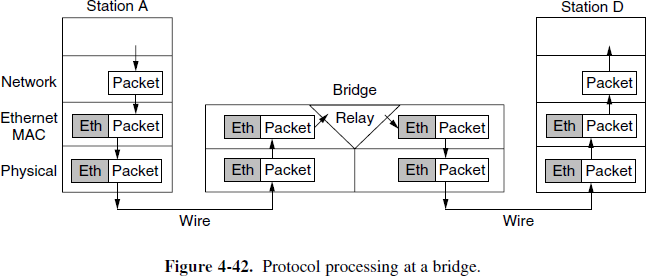 Station A
Station D
Network
Packet
Packet
Bridge
Ethernet
MAC
Eth Packet
Eth Packet
Relay
Eth Packet
Eth Packet
Physical
Eth Packet
Eth Packet
Eth Packet
Eth Packet
Wire
Wire
Figure 4-42. Protocol processing at a bridge.